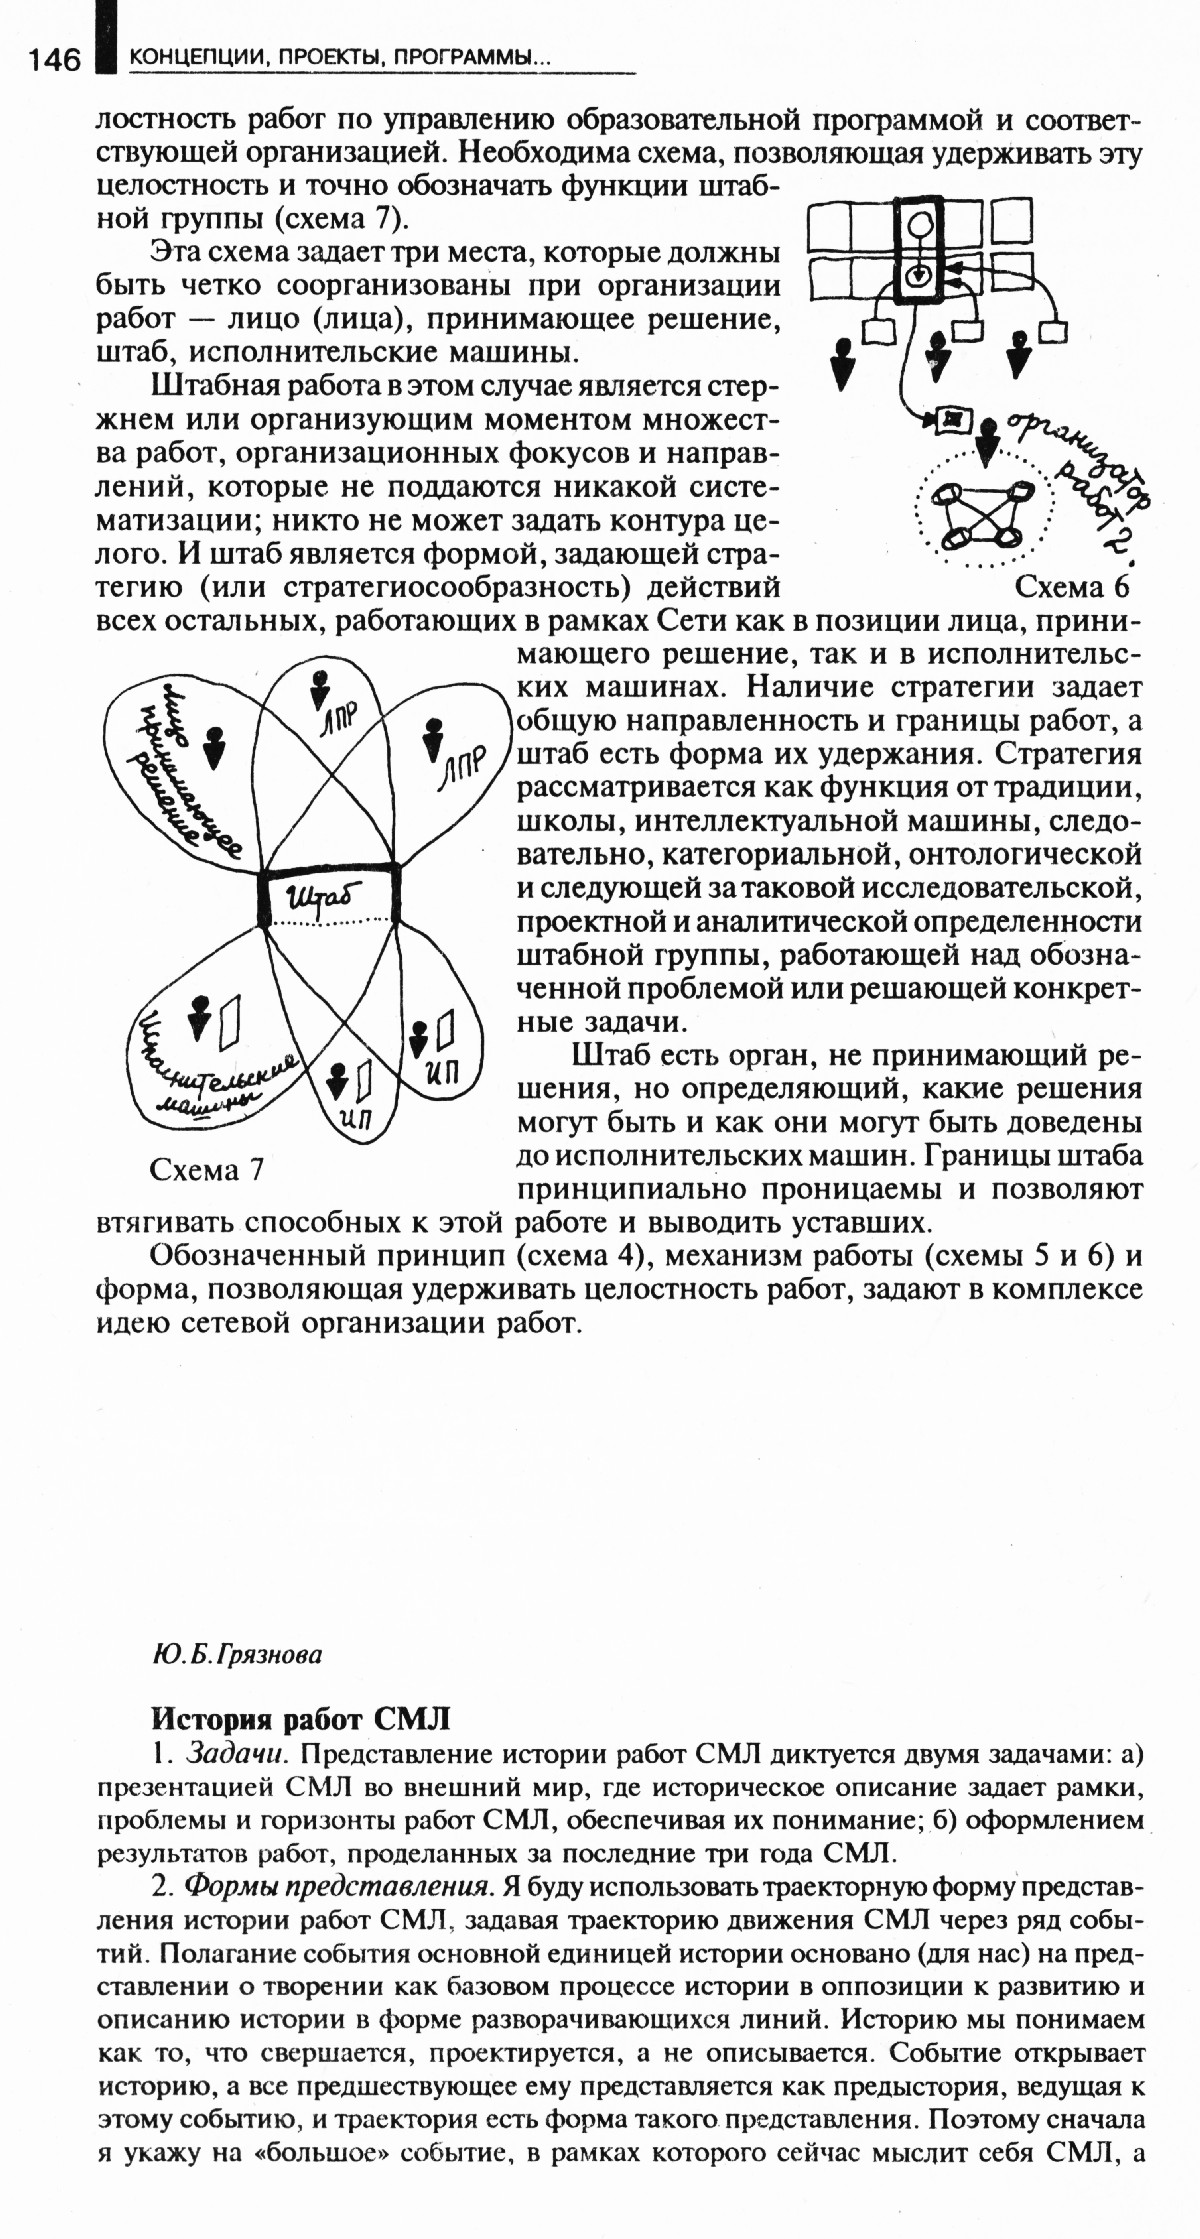 146 КОНЦЕПЦИИ, ПРОЕКТЫ, ПРОГРАММЫ...
лостность работ по управлению образовательной программой и соответ-
ствующей организацией. Необходима схема, позволяющая удерживать эту
целостность и точно обозначать функции штаб-
ной группы (схема 7).
Эта схема задает три места, которые должны
быть четко соорганизованы при организации
работ — лицо (лица), принимающее решение,
штаб, исполнительские машины.
Штабная работа в этом случае является стер-
жнем или организующим моментом множест-
ва работ, организационных фокусов и направ-
лений, которые не поддаются никакой систе-
матизации; никто не может задать контура це-
лого. И штаб является формой, задающей стра-
тегию (или стратегиосообразность) действий
организатор
работ?
Схема 6
всех остальных, работающих в рамках Сети как в позиции лица, прини-
мающего решение, так и в исполнительс-
ких машинах. Наличие стратегии задает
общую направленность и границы работ, а
штаб есть форма их удержания. Стратегия
рассматривается как функция от традиции,
школы, интеллектуальной машины, следо-
вательно, категориальной, онтологической
и следующей за таковой исследовательской,
проектной и аналитической определенности
штабной группы, работающей над обозна-
ченной проблемой или решающей конкрет-
ные задачи.
Штаб есть орган, не принимающий ре-
шения, но определяющий, какие решения
могут быть и как они могут быть доведены
до исполнительских машин. Границы штаба
принципиально проницаемы и позволяют
Лицо
принимающее
решение
ЛПР
ЛПР
Штаб
Исполнительские
машины
ИП
ИП
Схема 7
втягивать способных к этой работе и выводить уставших.
Обозначенный принцип (схема 4), механизм работы (схемы 5 и 6) и
форма, позволяющая удерживать целостность работ, задают в комплексе
идею сетевой организации работ.
Ю.Б.Грязнова
История работ СМЛ
1. Задачи. Представление истории работ СМЛ диктуется двумя задачами: а)
презентацией СМЛ во внешний мир, где историческое описание задает рамки,
проблемы и горизонты работ СМЛ, обеспечивая их понимание; б) оформлением
результатов работ, проделанных за последние три года СМЛ.
2. Формы представления. Я буду использовать траекторную форму представ-
ления истории работ СМЛ, задавая траекторию движения СМЛ через ряд собы-
тий. Полагание события основной единицей истории основано (для нас) на пред-
ставлении о творении как базовом процессе истории в оппозиции к развитию и
описанию истории в форме разворачивающихся линий. Историю мы понимаем
как то, что свершается, проектируется, а не описывается. Событие открывает
историю, а все предшествующее ему представляется как предыстория, ведущая к
этому событию, и траектория есть форма такого представления. Поэтому сначала
я укажу на «большое» событие, в рамках которого сейчас мыслит себя СМЛ, а